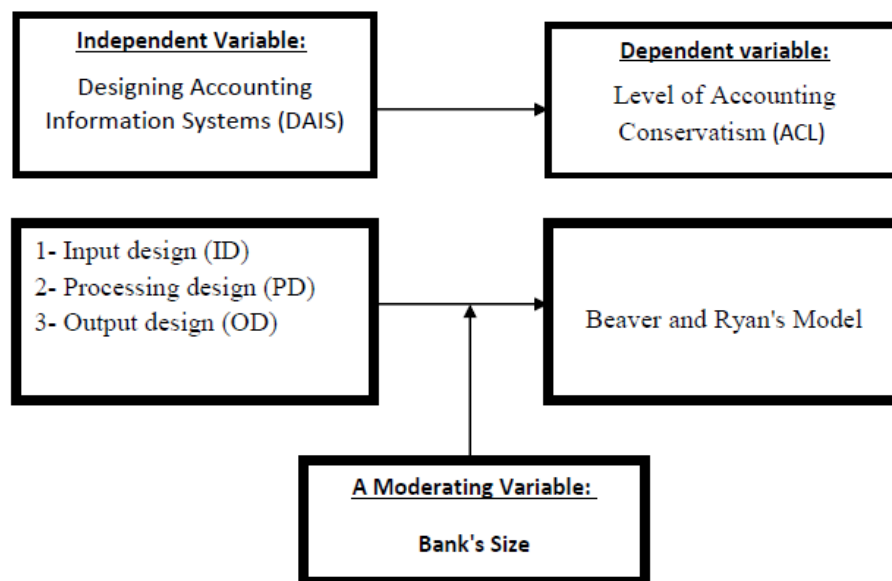 Independent Variable:
Designing Accounting
Information Systems (DAIS)
Dependent variable:
Level of Accounting
Conservatism (ACL)
1- Input design (ID)
2- Processing design (PD)
3- Output design (OD)
Beaver and Ryan's Model
A Moderating Variable:
Bank's Size